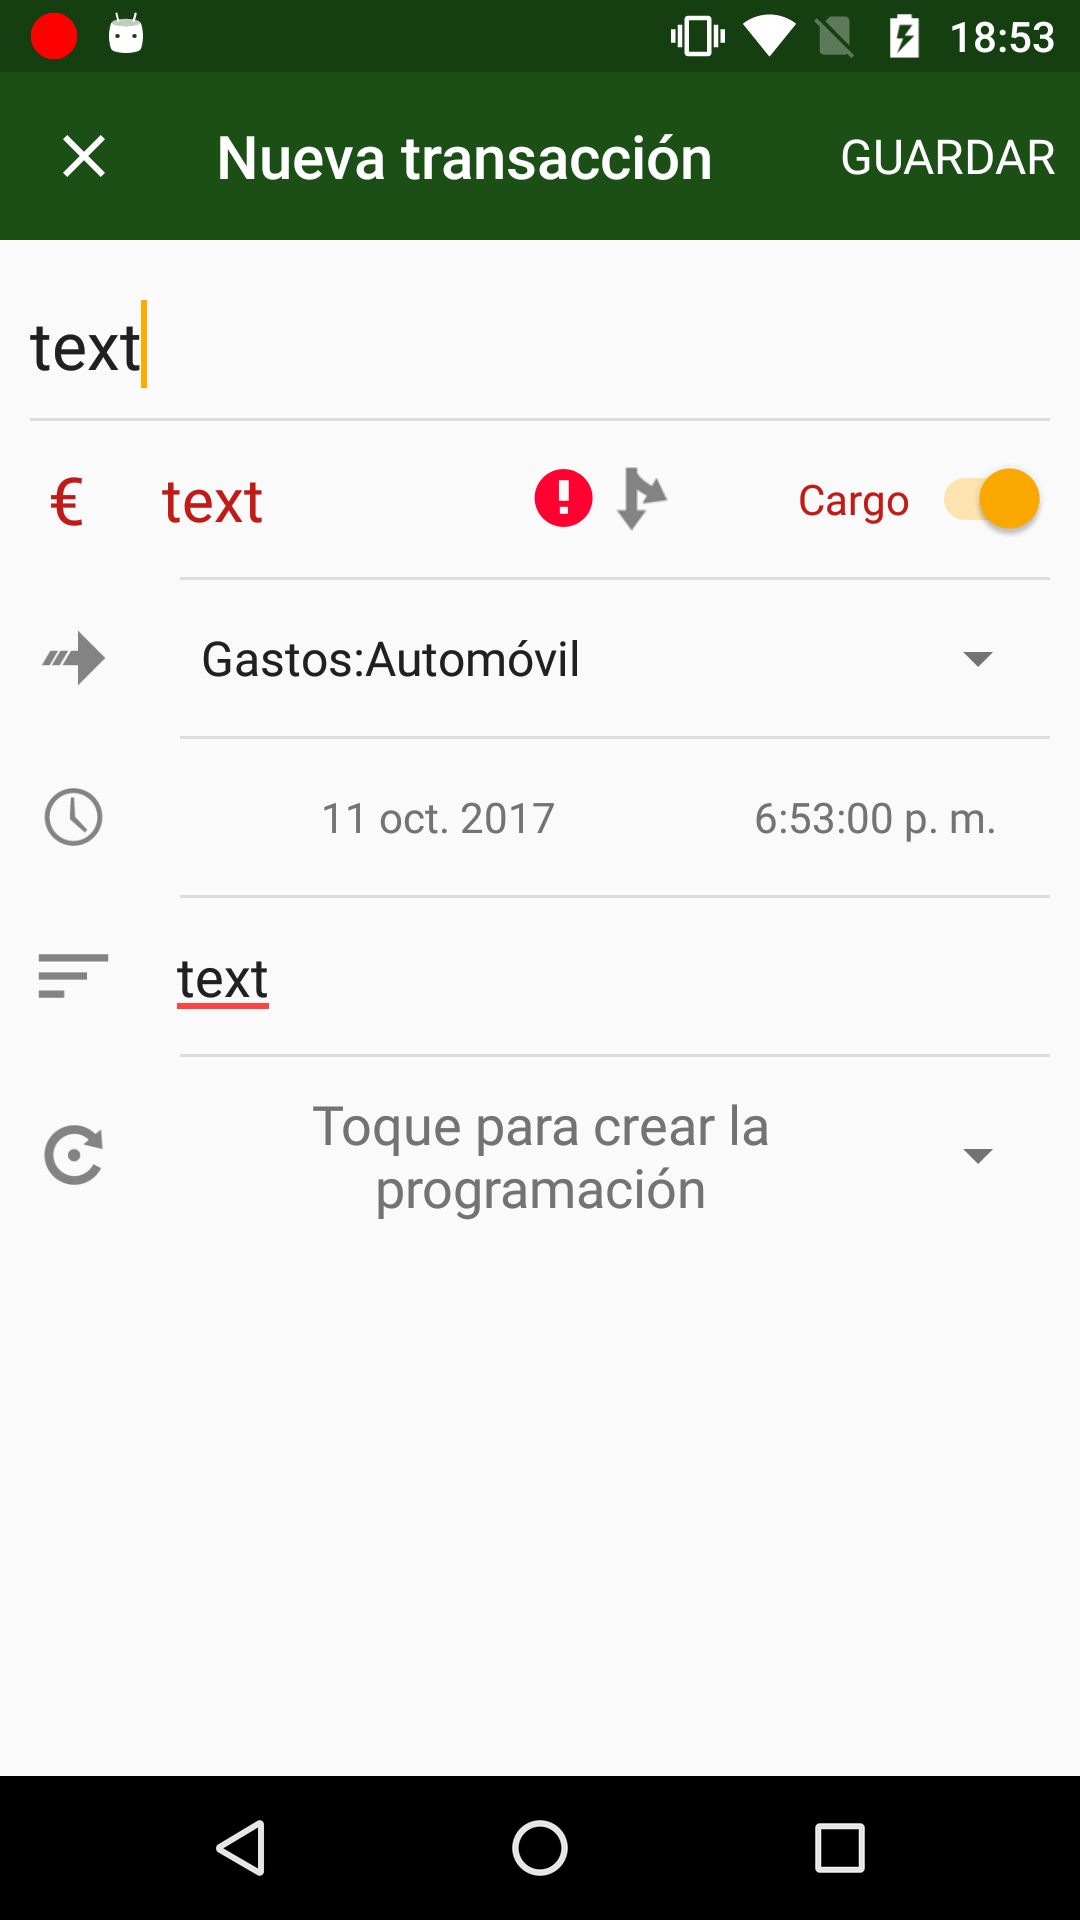 18:53
Nueva transacción GUARDAR
text
€ text Cargo
Gastos:Automóvil
11 oct. 2017 6:53:00 p. m.
text
Toque para crear la
programación